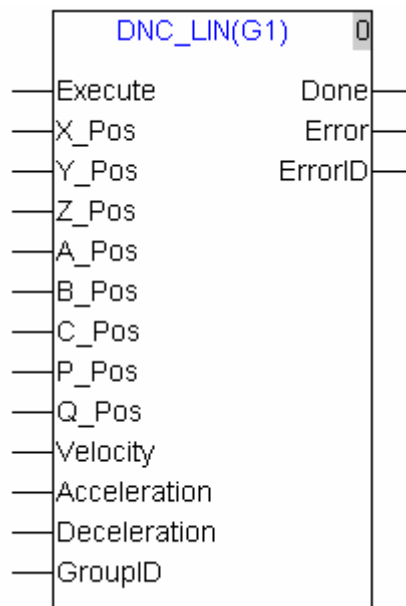 DNC_LIN(G1) 0
Execute Done
X_Pos Error
Y_Pos ErrorID
Z_Pos
A_Pos
B_Pos
C_Pos
P_Pos
Q_Pos
Velocity
Acceleration
Deceleration
GroupID